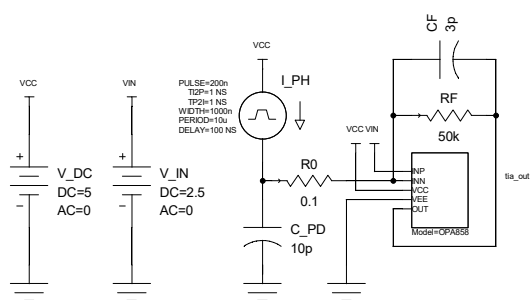 CF
3p
VCC
VCC
VIN
I_PH
PULSE=200n
TI2P=1 NS
TP2I=1 NS
WIDTH=1000n
PERIOD=10u
DELAY=100 NS
RF
50k
VCC VIN
+
V_DC
DC=5
AC=0
−
+
V_IN
DC=2.5
AC=0
−
R0
0.1
INP
INN
VCC
VEE
OUT
Model=OPA858
tia_out
C_PD
10p